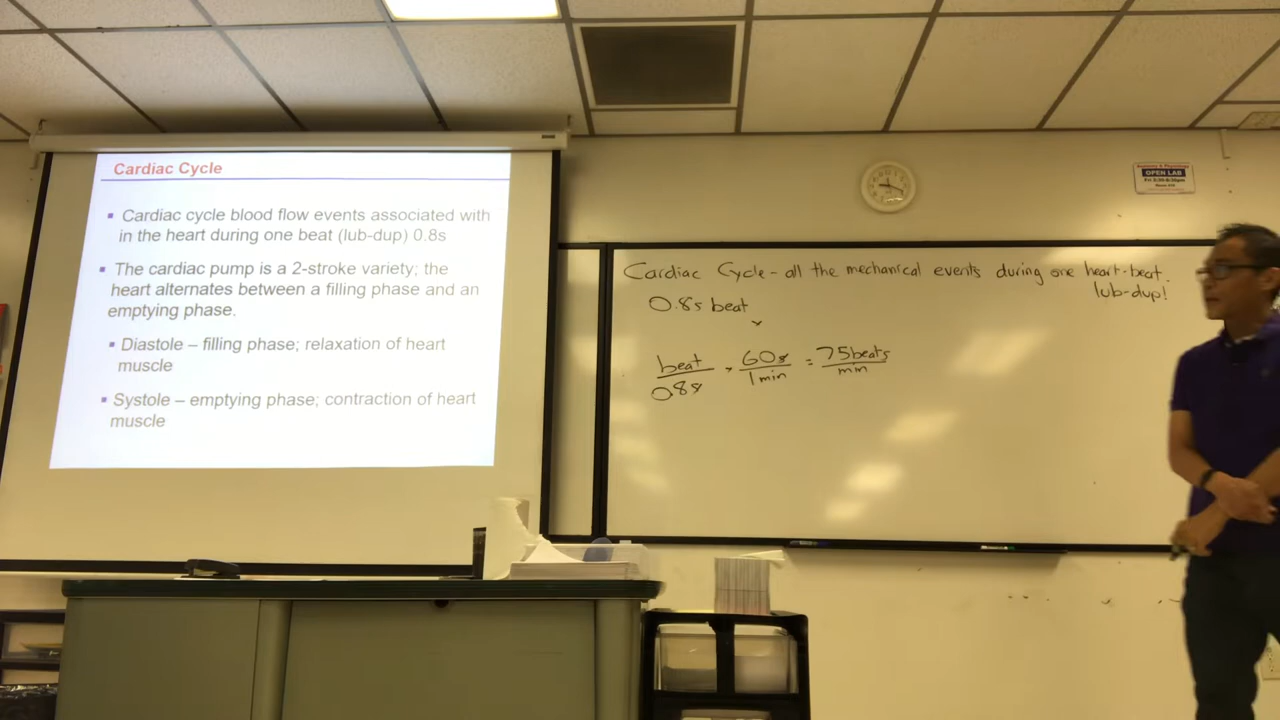 Cardiac Cycle
▪ Cardiac cycle blood flow events associated with
in the heart during one beat (lub-dup) 0.8s
▪ The cardiac pump is a 2-stroke variety; the
heart alternates between a filling phase and an
emptying phase.
▪ Diastole – filling phase; relaxation of heart
muscle
▪ Systole – emptying phase; contraction of heart
muscle
Anatomy & Physiology
OPEN LAB
Cardiac Cycle - all the mechanical events during one heart-beat.
lub-dup!
0.8s beat
beat/0.8s × 60s/1min = 75beats/min